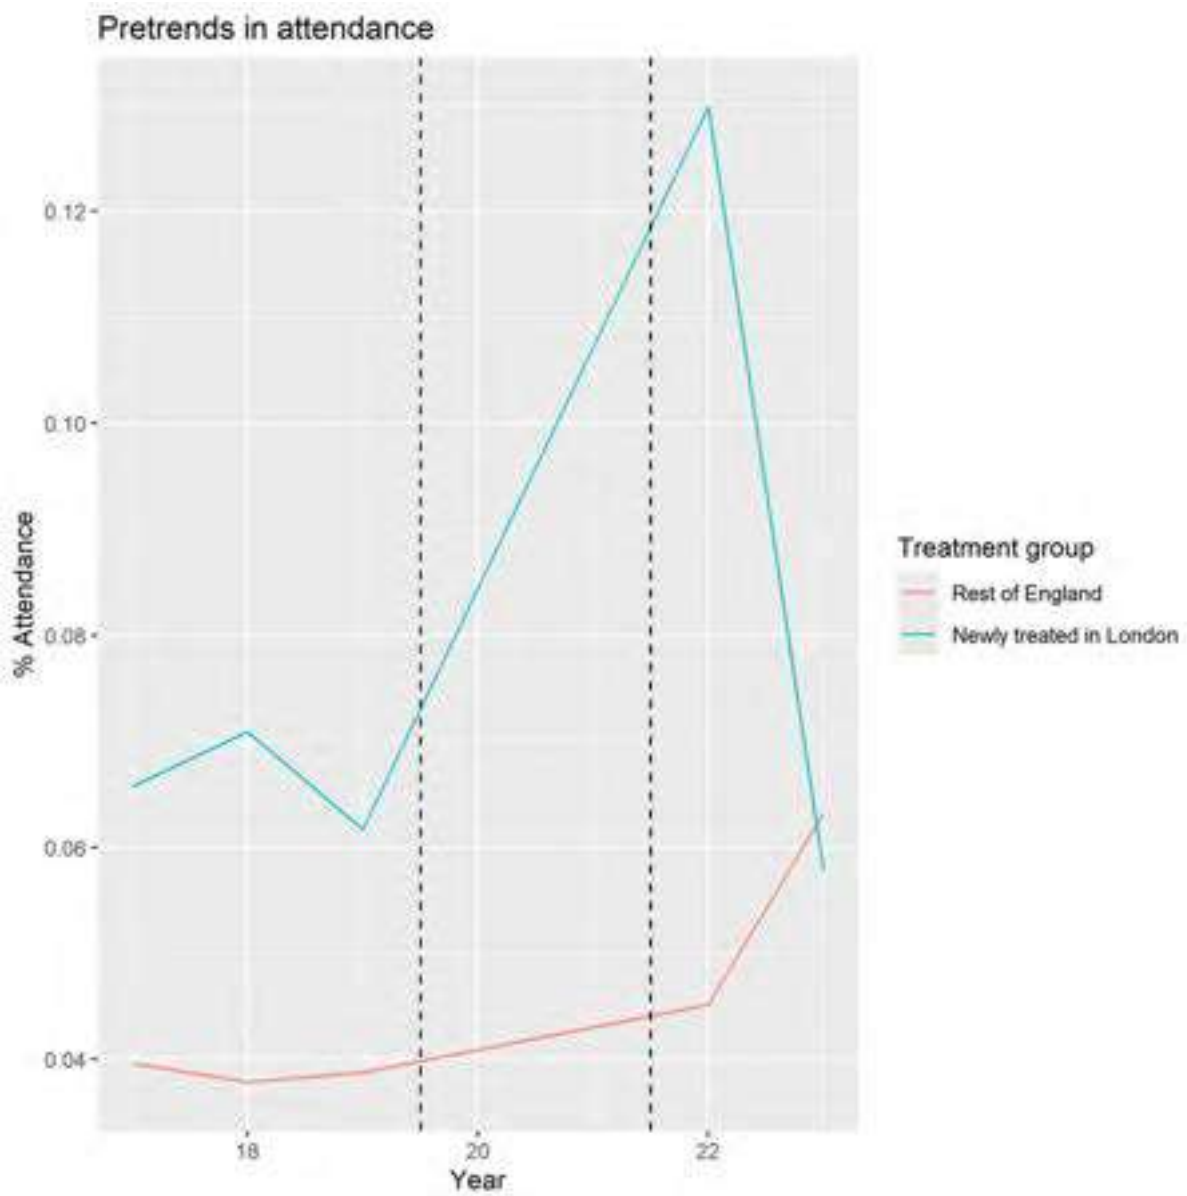 Pretrends in attendance
0.12
0.10
0.08
0.06
0.04
% Attendance
18
20
22
Year
Treatment group
Rest of England
Newly treated in London